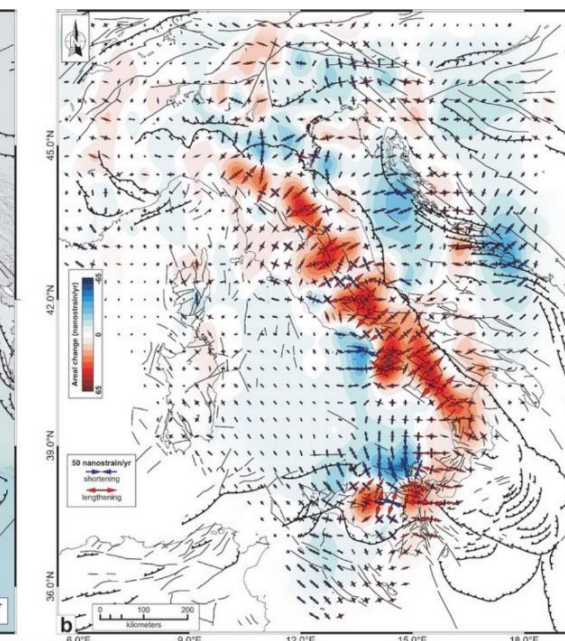 45.0°N
42.0°N
39.0°N
36.0°N
Areal change (nanostrain/yr)
-65
0
65
50 nanostrain/yr
shortening
lengthening
b
0 100 200
kilometers
6.0°E 9.0°E 12.0°E 15.0°E 18.0°E